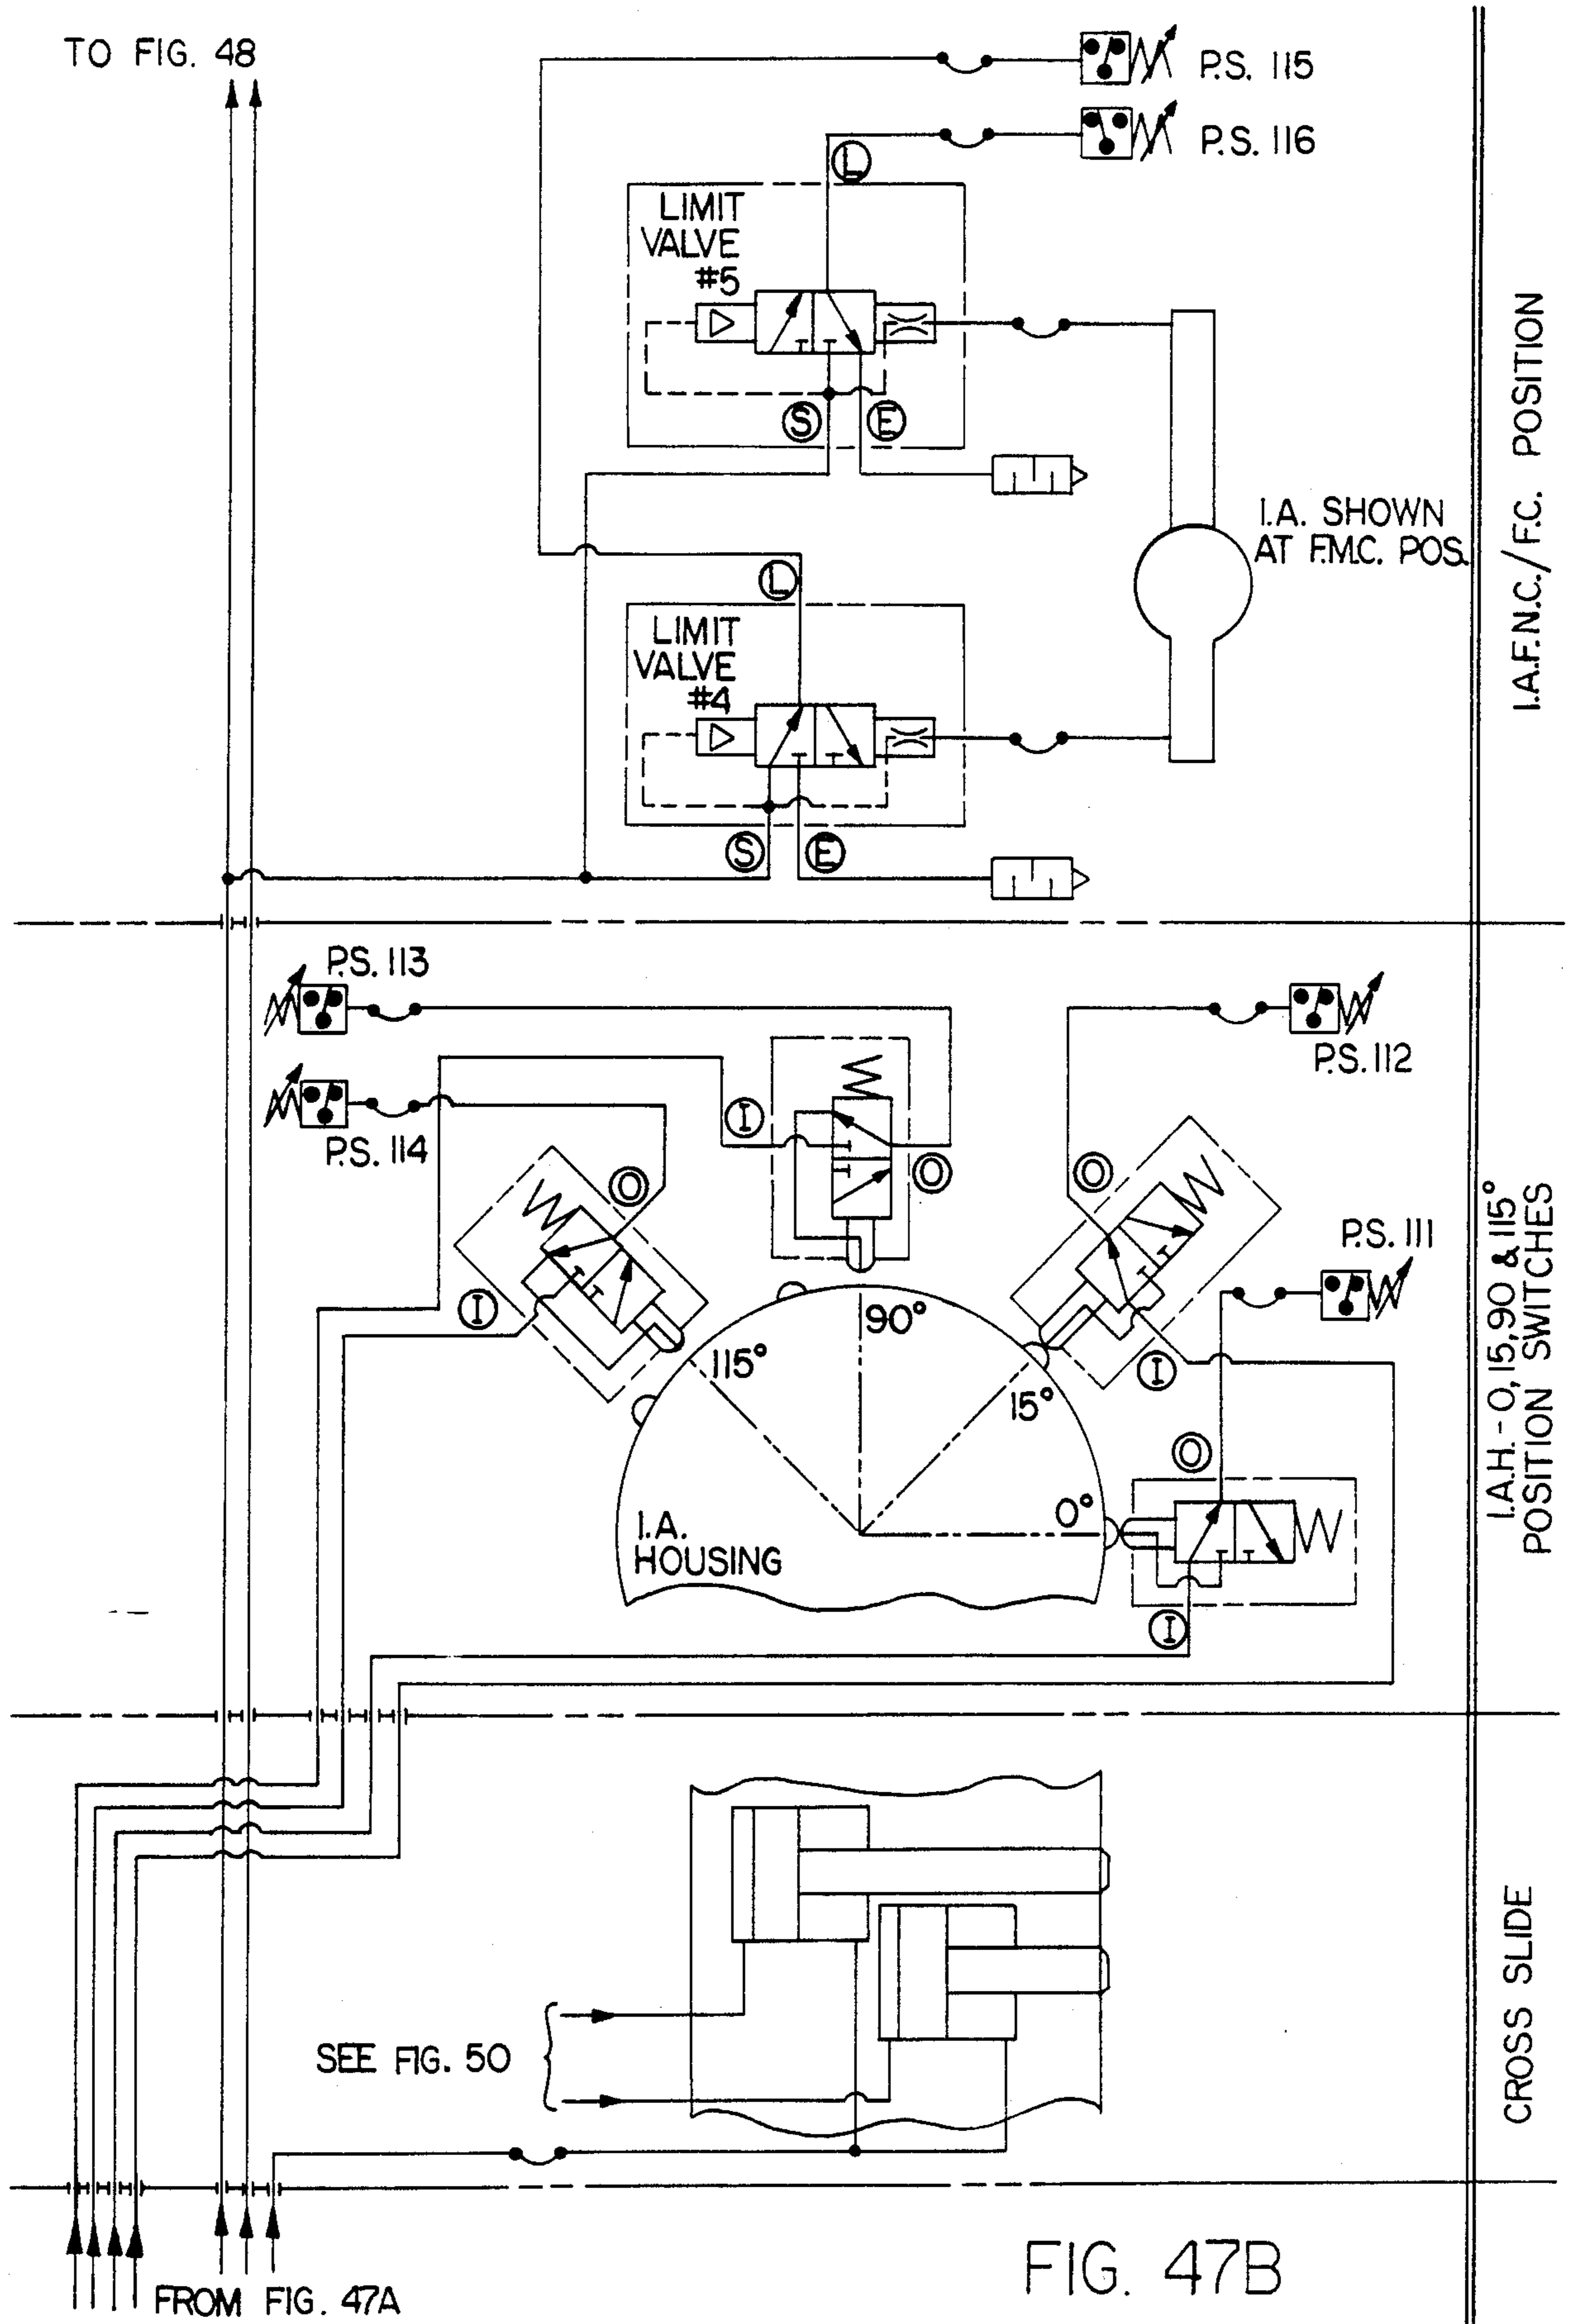 TO FIG. 48
P.S. 115
P.S. 116
L
LIMIT
VALVE
#5
S
E
I.A. SHOWN
AT F.M.C. POS.
I.A.F.N.C./F.C. POSITION
L
LIMIT
VALVE
#4
S
E
P.S. 113
P.S. 112
P.S. 114
I
O
O
O
I
P.S. 111
90°
115°
15°
I
O
0°
I.A.
HOUSING
I
I.A.H.-0,15,90 & 115°
POSITION SWITCHES
SEE FIG. 50
CROSS SLIDE
FROM FIG. 47A
FIG. 47B